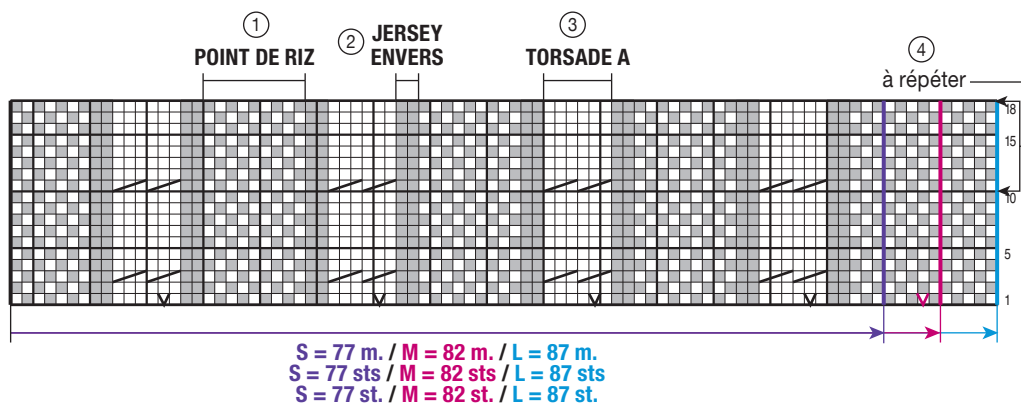 1
POINT DE RIZ
2
JERSEY
ENVERS
3
TORSADE A
4
à répéter
18
15
10
5
1
S = 77 m. / M = 82 m. / L = 87 m.
S = 77 sts / M = 82 sts / L = 87 sts
S = 77 st. / M = 82 st. / L = 87 st.